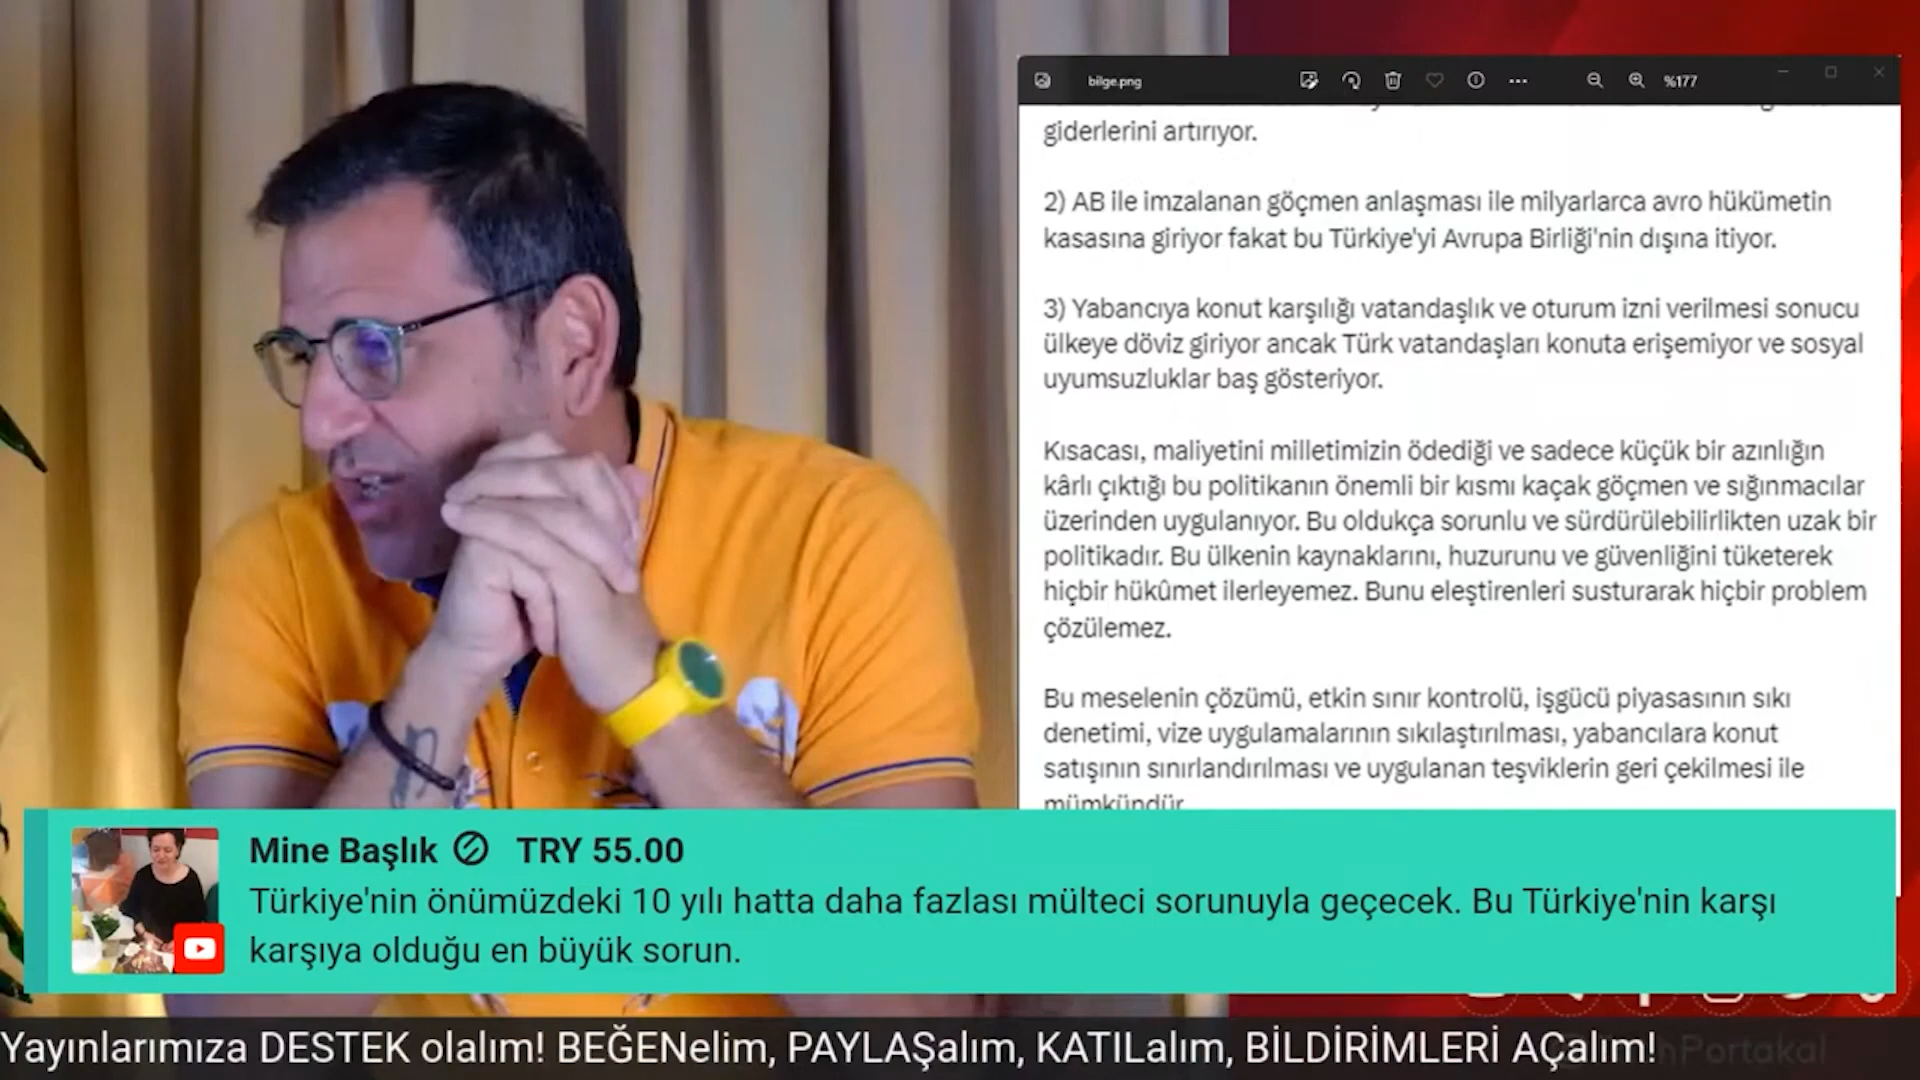 bilge.png
%177
giderlerini artırıyor.
2) AB ile imzalanan göçmen anlaşması ile milyarlarca avro hükümetin
kasasına giriyor fakat bu Türkiye'yi Avrupa Birliği'nin dışına itiyor.
3) Yabancıya konut karşılığı vatandaşlık ve oturum izni verilmesi sonucu
ülkeye döviz giriyor ancak Türk vatandaşları konuta erişemiyor ve sosyal
uyumsuzluklar baş gösteriyor.
Kısacası, maliyetini milletimizin ödediği ve sadece küçük bir azınlığın
kârlı çıktığı bu politikanın önemli bir kısmı kaçak göçmen ve sığınmacılar
üzerinden uygulanıyor. Bu oldukça sorunlu ve sürdürülebilirlikten uzak bir
politikadır. Bu ülkenin kaynaklarını, huzurunu ve güvenliğini tüketerek
hiçbir hükûmet ilerleyemez. Bunu eleştirenleri susturarak hiçbir problem
çözülemez.
Bu meselenin çözümü, etkin sınır kontrolü, işgücü piyasasının sıkı
denetimi, vize uygulamalarının sıkılaştırılması, yabancılara konut
satışının sınırlandırılması ve uygulanan teşviklerin geri çekilmesi ile
mümkündür.
Mine Başlık TRY 55.00
Türkiye'nin önümüzdeki 10 yılı hatta daha fazlası mülteci sorunuyla geçecek. Bu Türkiye'nin karşı
karşıya olduğu en büyük sorun.
Yayınlarımıza DESTEK olalım! BEĞENelim, PAYLAŞalım, KATILalım, BİLDİRİMLERİ AÇalım!